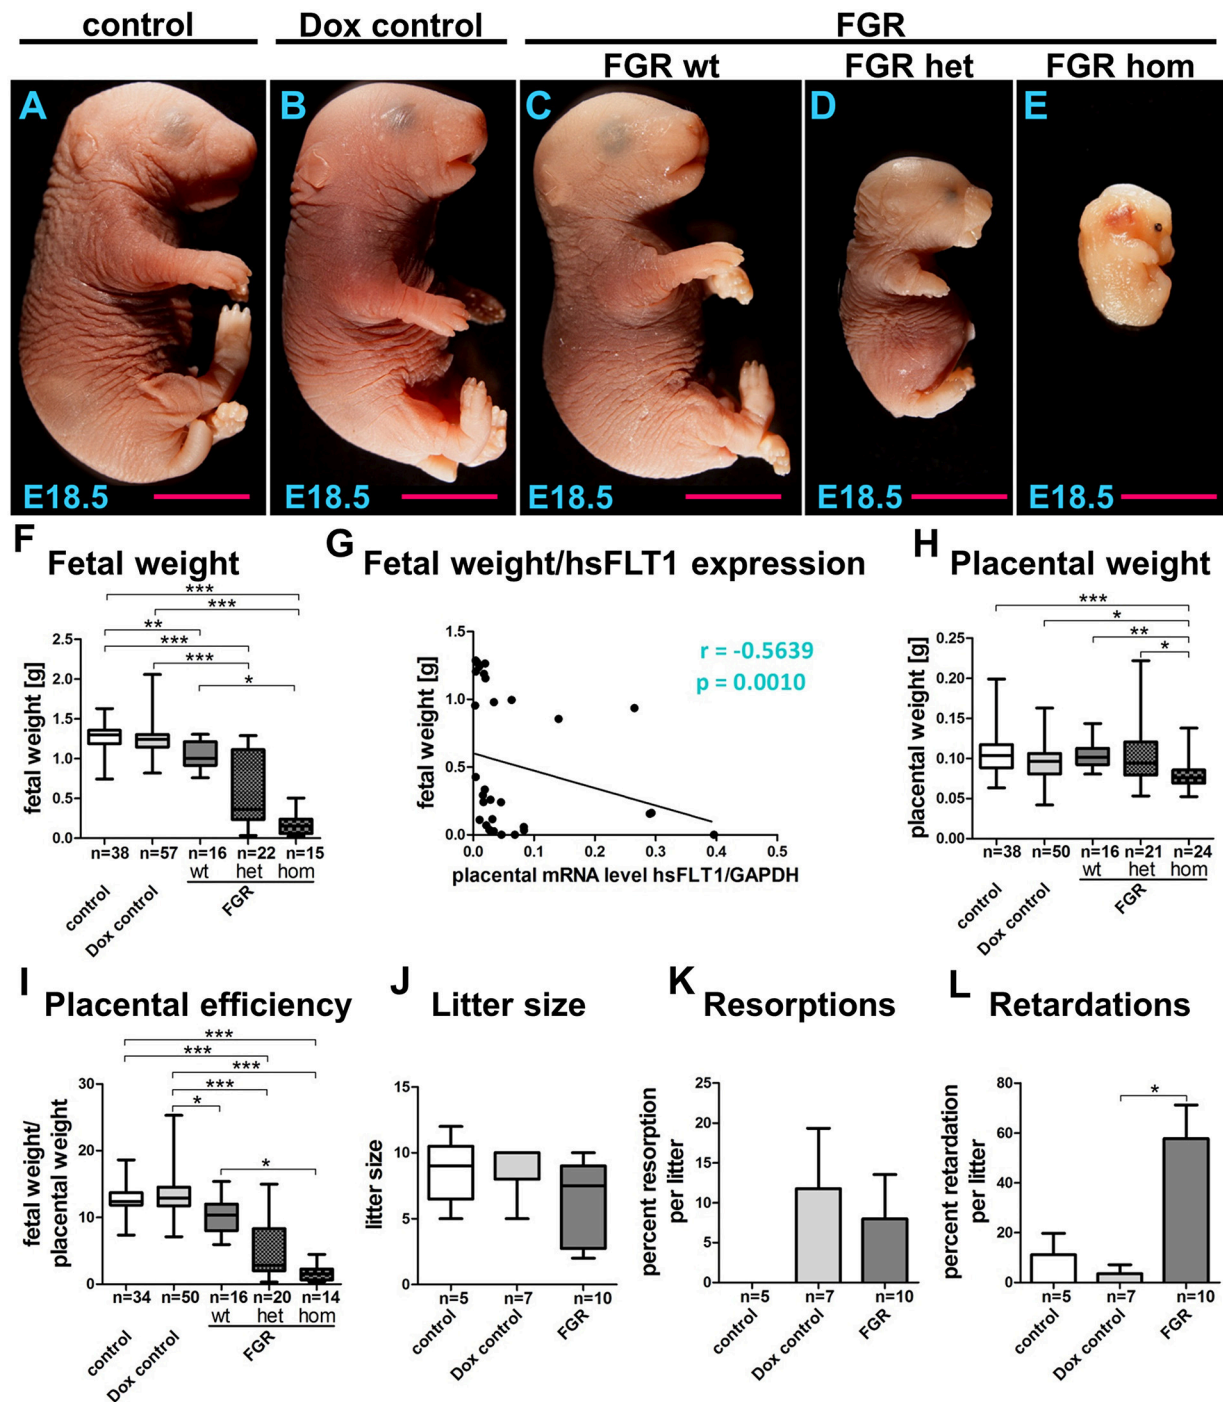 control Dox control FGR
FGR wt FGR het FGR hom
A B C D E
E18.5 E18.5 E18.5 E18.5 E18.5
F Fetal weight
***
***
**
***
***
*
fetal weight [g]
2.5
2.0
1.5
1.0
0.5
0.0
n=38 n=57 n=16 n=22 n=15
wt het hom
control Dox control FGR
G Fetal weight/hsFLT1 expression
r = -0.5639
p = 0.0010
fetal weight [g]
1.5
1.0
0.5
0.0
0.0 0.1 0.2 0.3 0.4 0.5
placental mRNA level hsFLT1/GAPDH
H Placental weight
***
*
**
*
placental weight [g]
0.25
0.20
0.15
0.10
0.05
0.00
n=38 n=50 n=16 n=21 n=24
wt het hom
control Dox control FGR
I Placental efficiency
***
***
***
***
*
*
fetal weight/
placental weight
30
20
10
0
n=34 n=50 n=16 n=20 n=14
wt het hom
control Dox control FGR
J Litter size
litter size
15
10
5
0
n=5 n=7 n=10
control Dox control FGR
K Resorptions
percent resorption
per litter
25
20
15
10
5
0
n=5 n=7 n=10
control Dox control FGR
L Retardations
*
percent retardation
per litter
80
60
40
20
0
n=5 n=7 n=10
control Dox control FGR